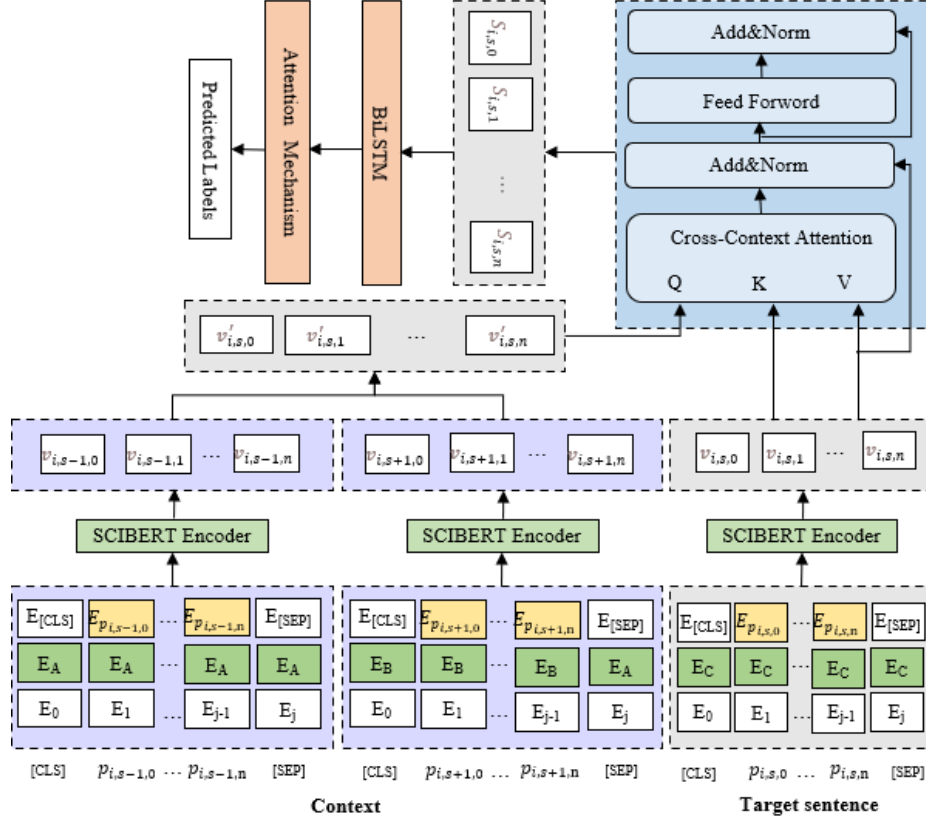 Add&Norm
Feed Forword
Add&Norm
Cross-Context Attention
Q K V
S_{i,s,0}
S_{i,s,1}
...
S_{i,s,n}
BiLSTM
Attention Mechanism
Predicted Labels
v'_{i,s,0} v'_{i,s,1} ... v'_{i,s,n}
v_{i,s-1,0} v_{i,s-1,1} ... v_{i,s-1,n}
v_{i,s+1,0} v_{i,s+1,1} ... v_{i,s+1,n}
v_{i,s,0} v_{i,s,1} ... v_{i,s,n}
SCIBERT Encoder
SCIBERT Encoder
SCIBERT Encoder
E_{[CLS]} E_{p_{i,s-1,0}} ... E_{p_{i,s-1,n}} E_{[SEP]}
E_A E_A ... E_A E_A
E_0 E_1 ... E_{j-1} E_j
[CLS] p_{i,s-1,0} ... p_{i,s-1,n} [SEP]
E_{[CLS]} E_{p_{i,s+1,0}} ... E_{p_{i,s+1,n}} E_{[SEP]}
E_B E_B ... E_B E_A
E_0 E_1 ... E_{j-1} E_j
[CLS] p_{i,s+1,0} ... p_{i,s+1,n} [SEP]
Context
E_{[CLS]} E_{p_{i,s,0}} ... E_{p_{i,s,n}} E_{[SEP]}
E_C E_C ... E_C E_C
E_0 E_1 ... E_{j-1} E_j
[CLS] p_{i,s,0} ... p_{i,s,n} [SEP]
Target sentence